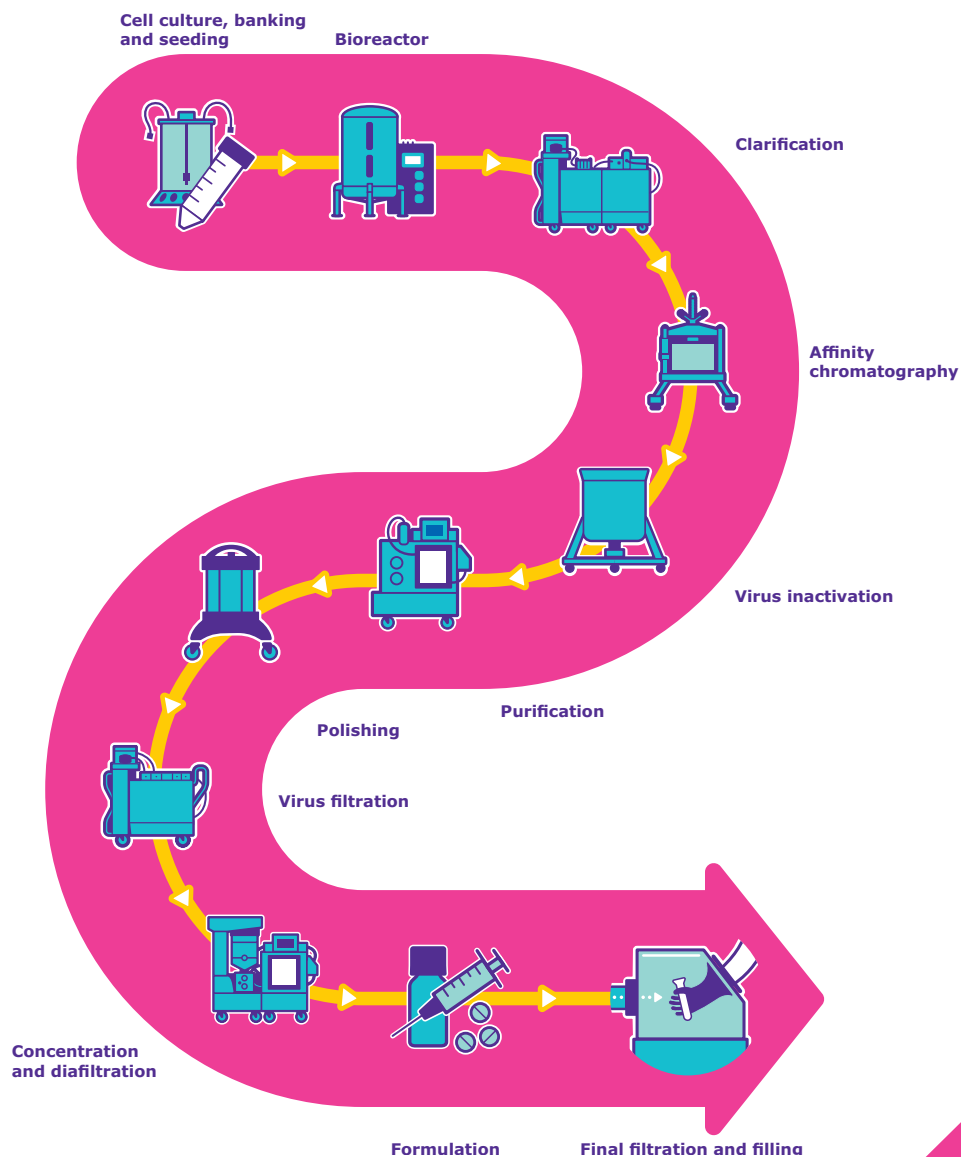 Cell culture, banking
and seeding
Bioreactor
Clarification
Affinity
chromatography
Virus inactivation
Purification
Polishing
Virus filtration
Concentration
and diafiltration
Formulation
Final filtration and filling